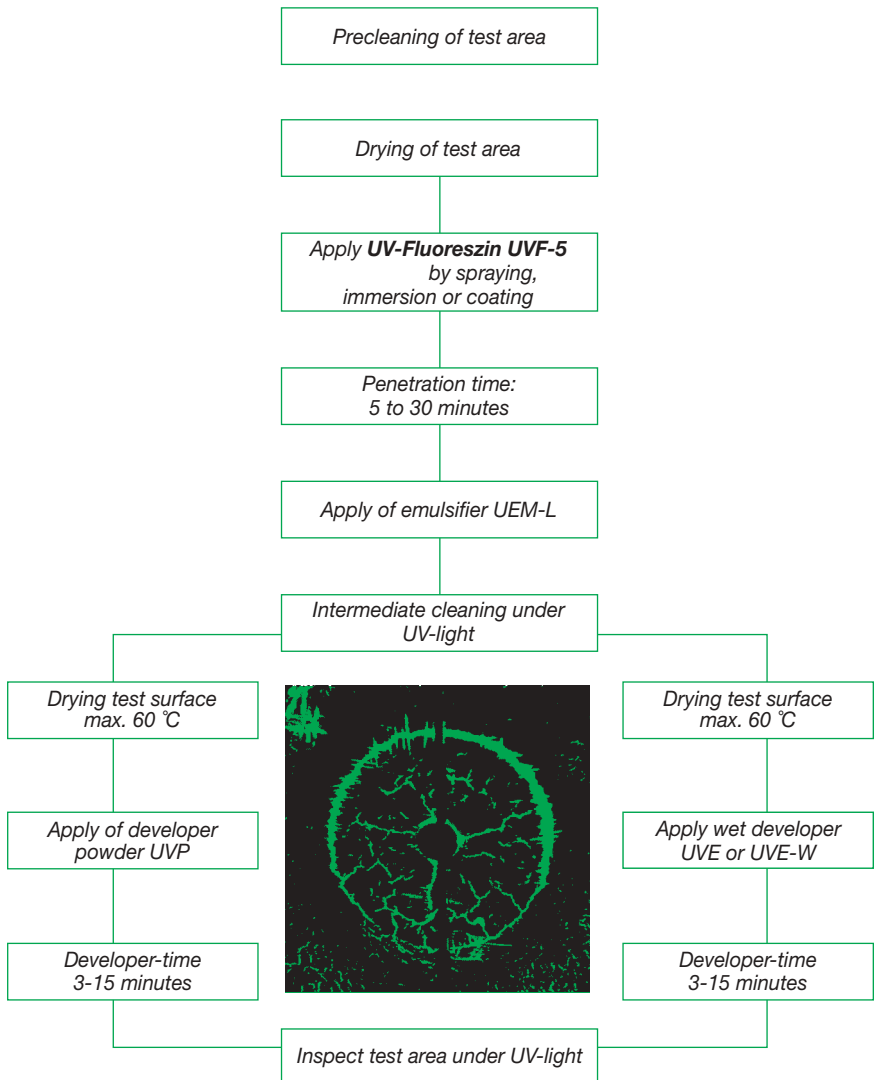 Precleaning of test area
Drying of test area
Apply UV-Fluoreszin UVF-5
by spraying,
immersion or coating
Penetration time:
5 to 30 minutes
Apply of emulsifier UEM-L
Intermediate cleaning under
UV-light
Drying test surface
max. 60 °C
Apply of developer
powder UVP
Developer-time
3-15 minutes
Drying test surface
max. 60 °C
Apply wet developer
UVE or UVE-W
Developer-time
3-15 minutes
Inspect test area under UV-light